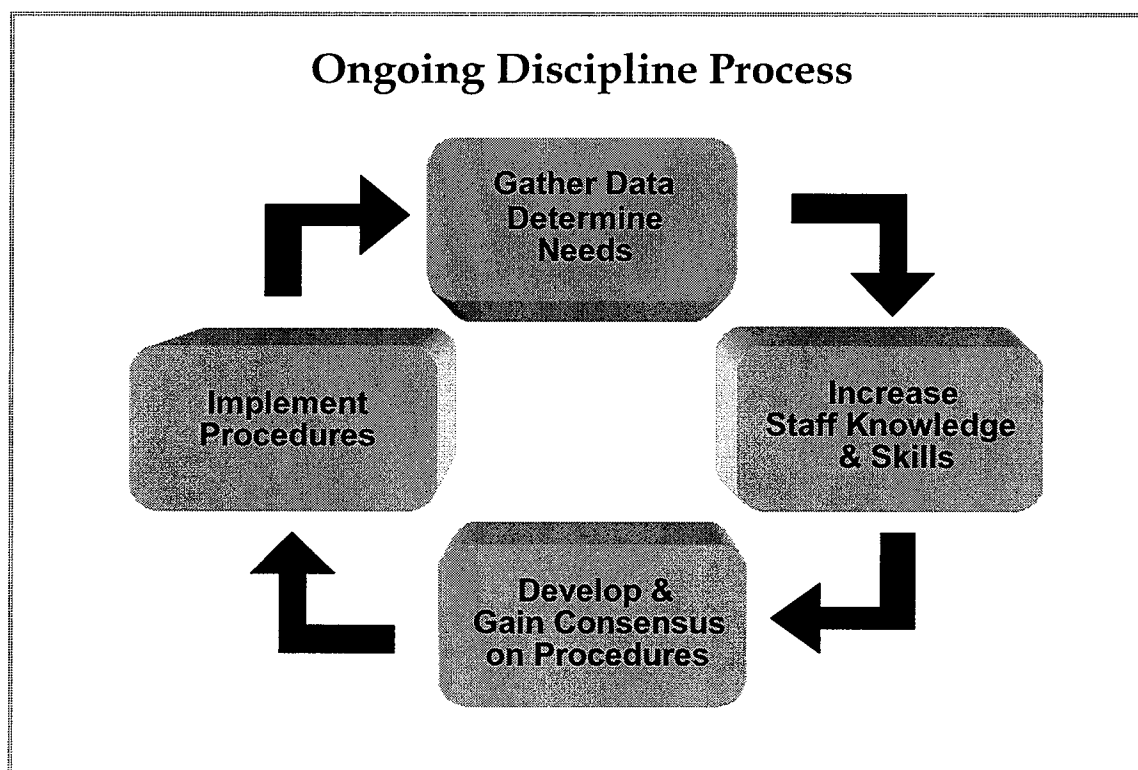 Ongoing Discipline Process
Gather Data
Determine
Needs
Increase
Staff Knowledge
& Skills
Develop &
Gain Consensus
on Procedures
Implement
Procedures